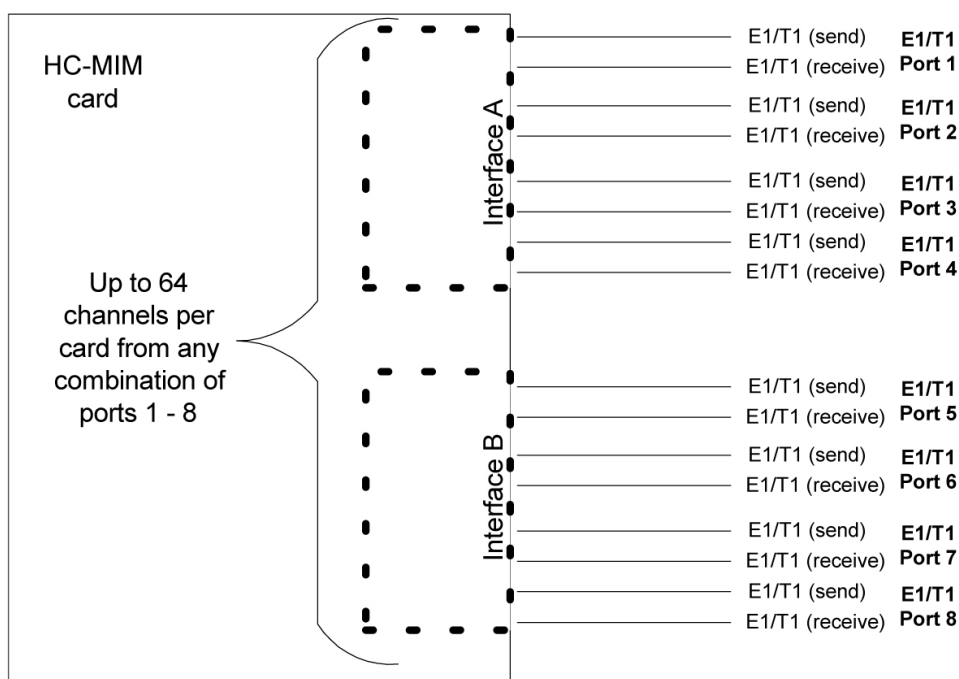 HC-MIM
card
Up to 64
channels per
card from any
combination of
ports 1 - 8
Interface A
E1/T1 (send) E1/T1
E1/T1 (receive) Port 1
E1/T1 (send) E1/T1
E1/T1 (receive) Port 2
E1/T1 (send) E1/T1
E1/T1 (receive) Port 3
E1/T1 (send) E1/T1
E1/T1 (receive) Port 4
Interface B
E1/T1 (send) E1/T1
E1/T1 (receive) Port 5
E1/T1 (send) E1/T1
E1/T1 (receive) Port 6
E1/T1 (send) E1/T1
E1/T1 (receive) Port 7
E1/T1 (send) E1/T1
E1/T1 (receive) Port 8